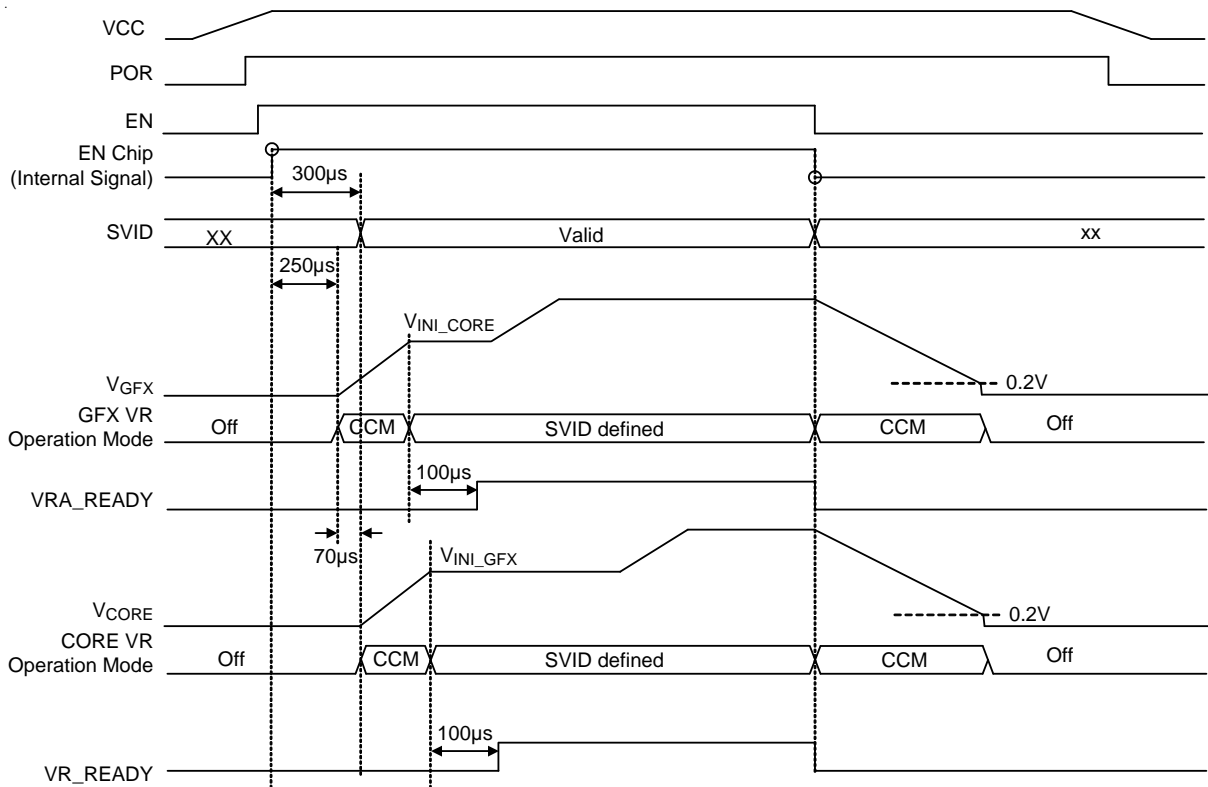 VCC
POR
EN
EN Chip
(Internal Signal)
300µs
SVID
XX
Valid
xx
250µs
VINI_CORE
VGFX
0.2V
GFX VR
Operation Mode
Off
CCM
SVID defined
CCM
Off
100µs
VRA_READY
70µs
VINI_GFX
VCORE
0.2V
CORE VR
Operation Mode
Off
CCM
SVID defined
CCM
Off
100µs
VR_READY